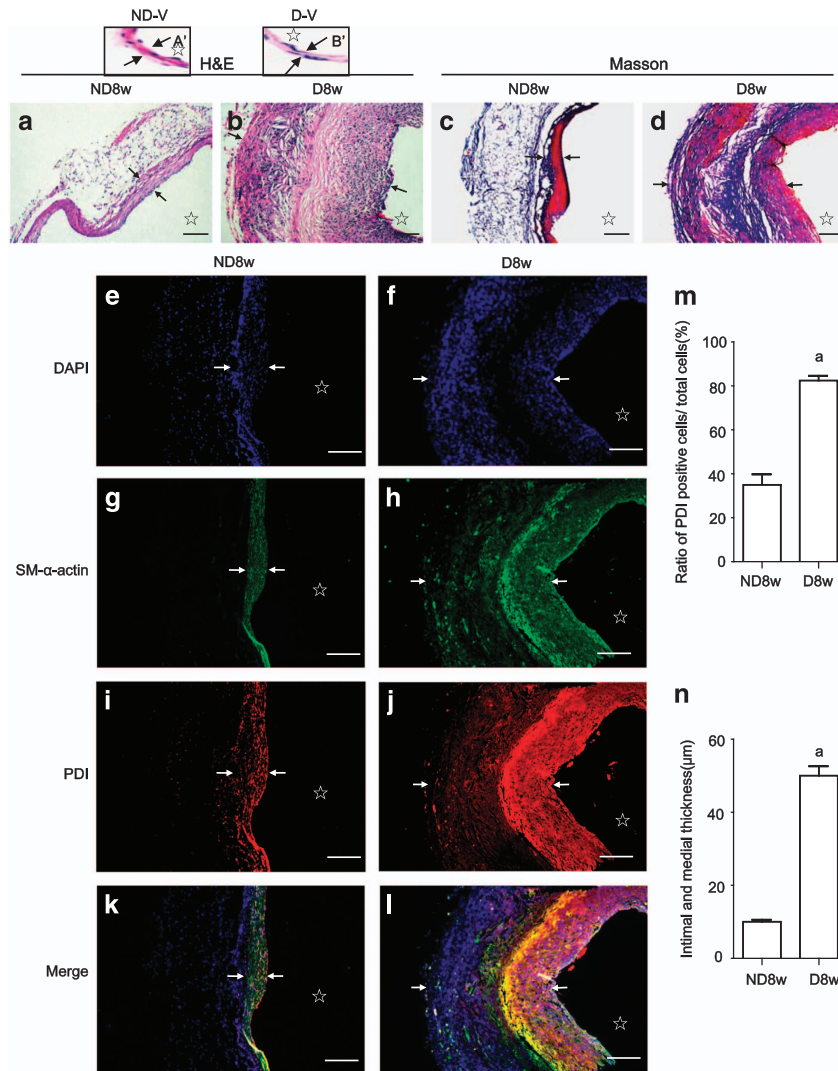 ND-V D-V
A' B'
H&E Masson
ND8w D8w ND8w D8w
a b c d
ND8w D8w
e f
DAPI
g h
SM-α-actin
i j
PDI
k l
Merge
m
Ratio of PDI positive cells/ total cells(%)
100
80
60
40
20
0
a
ND8w D8w
n
Intimal and medial thickness(μm)
60
40
20
0
a
ND8w D8w